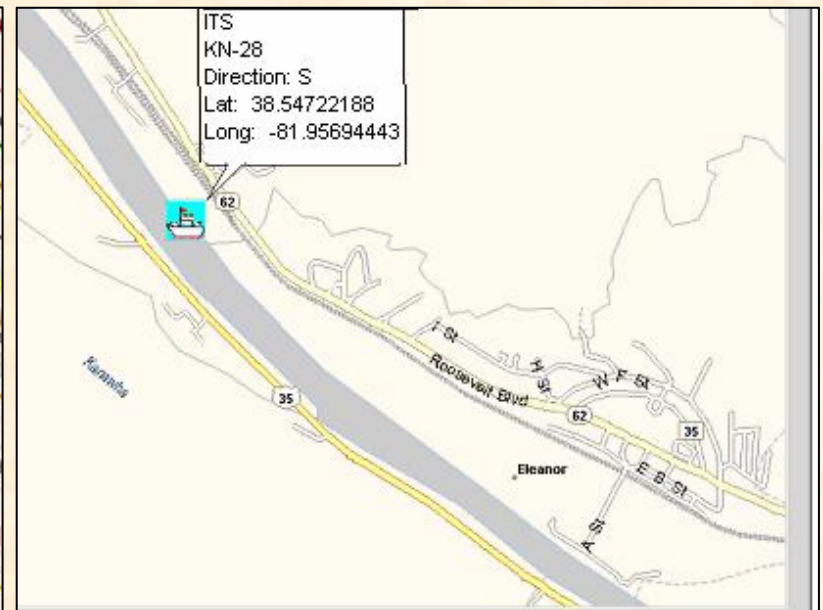 ITS
KN-28
Direction: S
Lat: 38.54722188
Long: -81.95694443
62
I St
H St
W F St
Roosevelt Blvd
Kanawha
35
62
35
Eleanor
E B St
A St